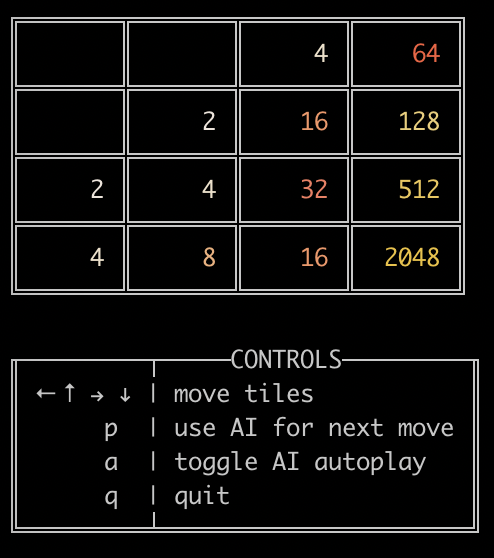 4 64
2 16 128
2 4 32 512
4 8 16 2048
CONTROLS
←↑→↓ | move tiles
p | use AI for next move
a | toggle AI autoplay
q | quit